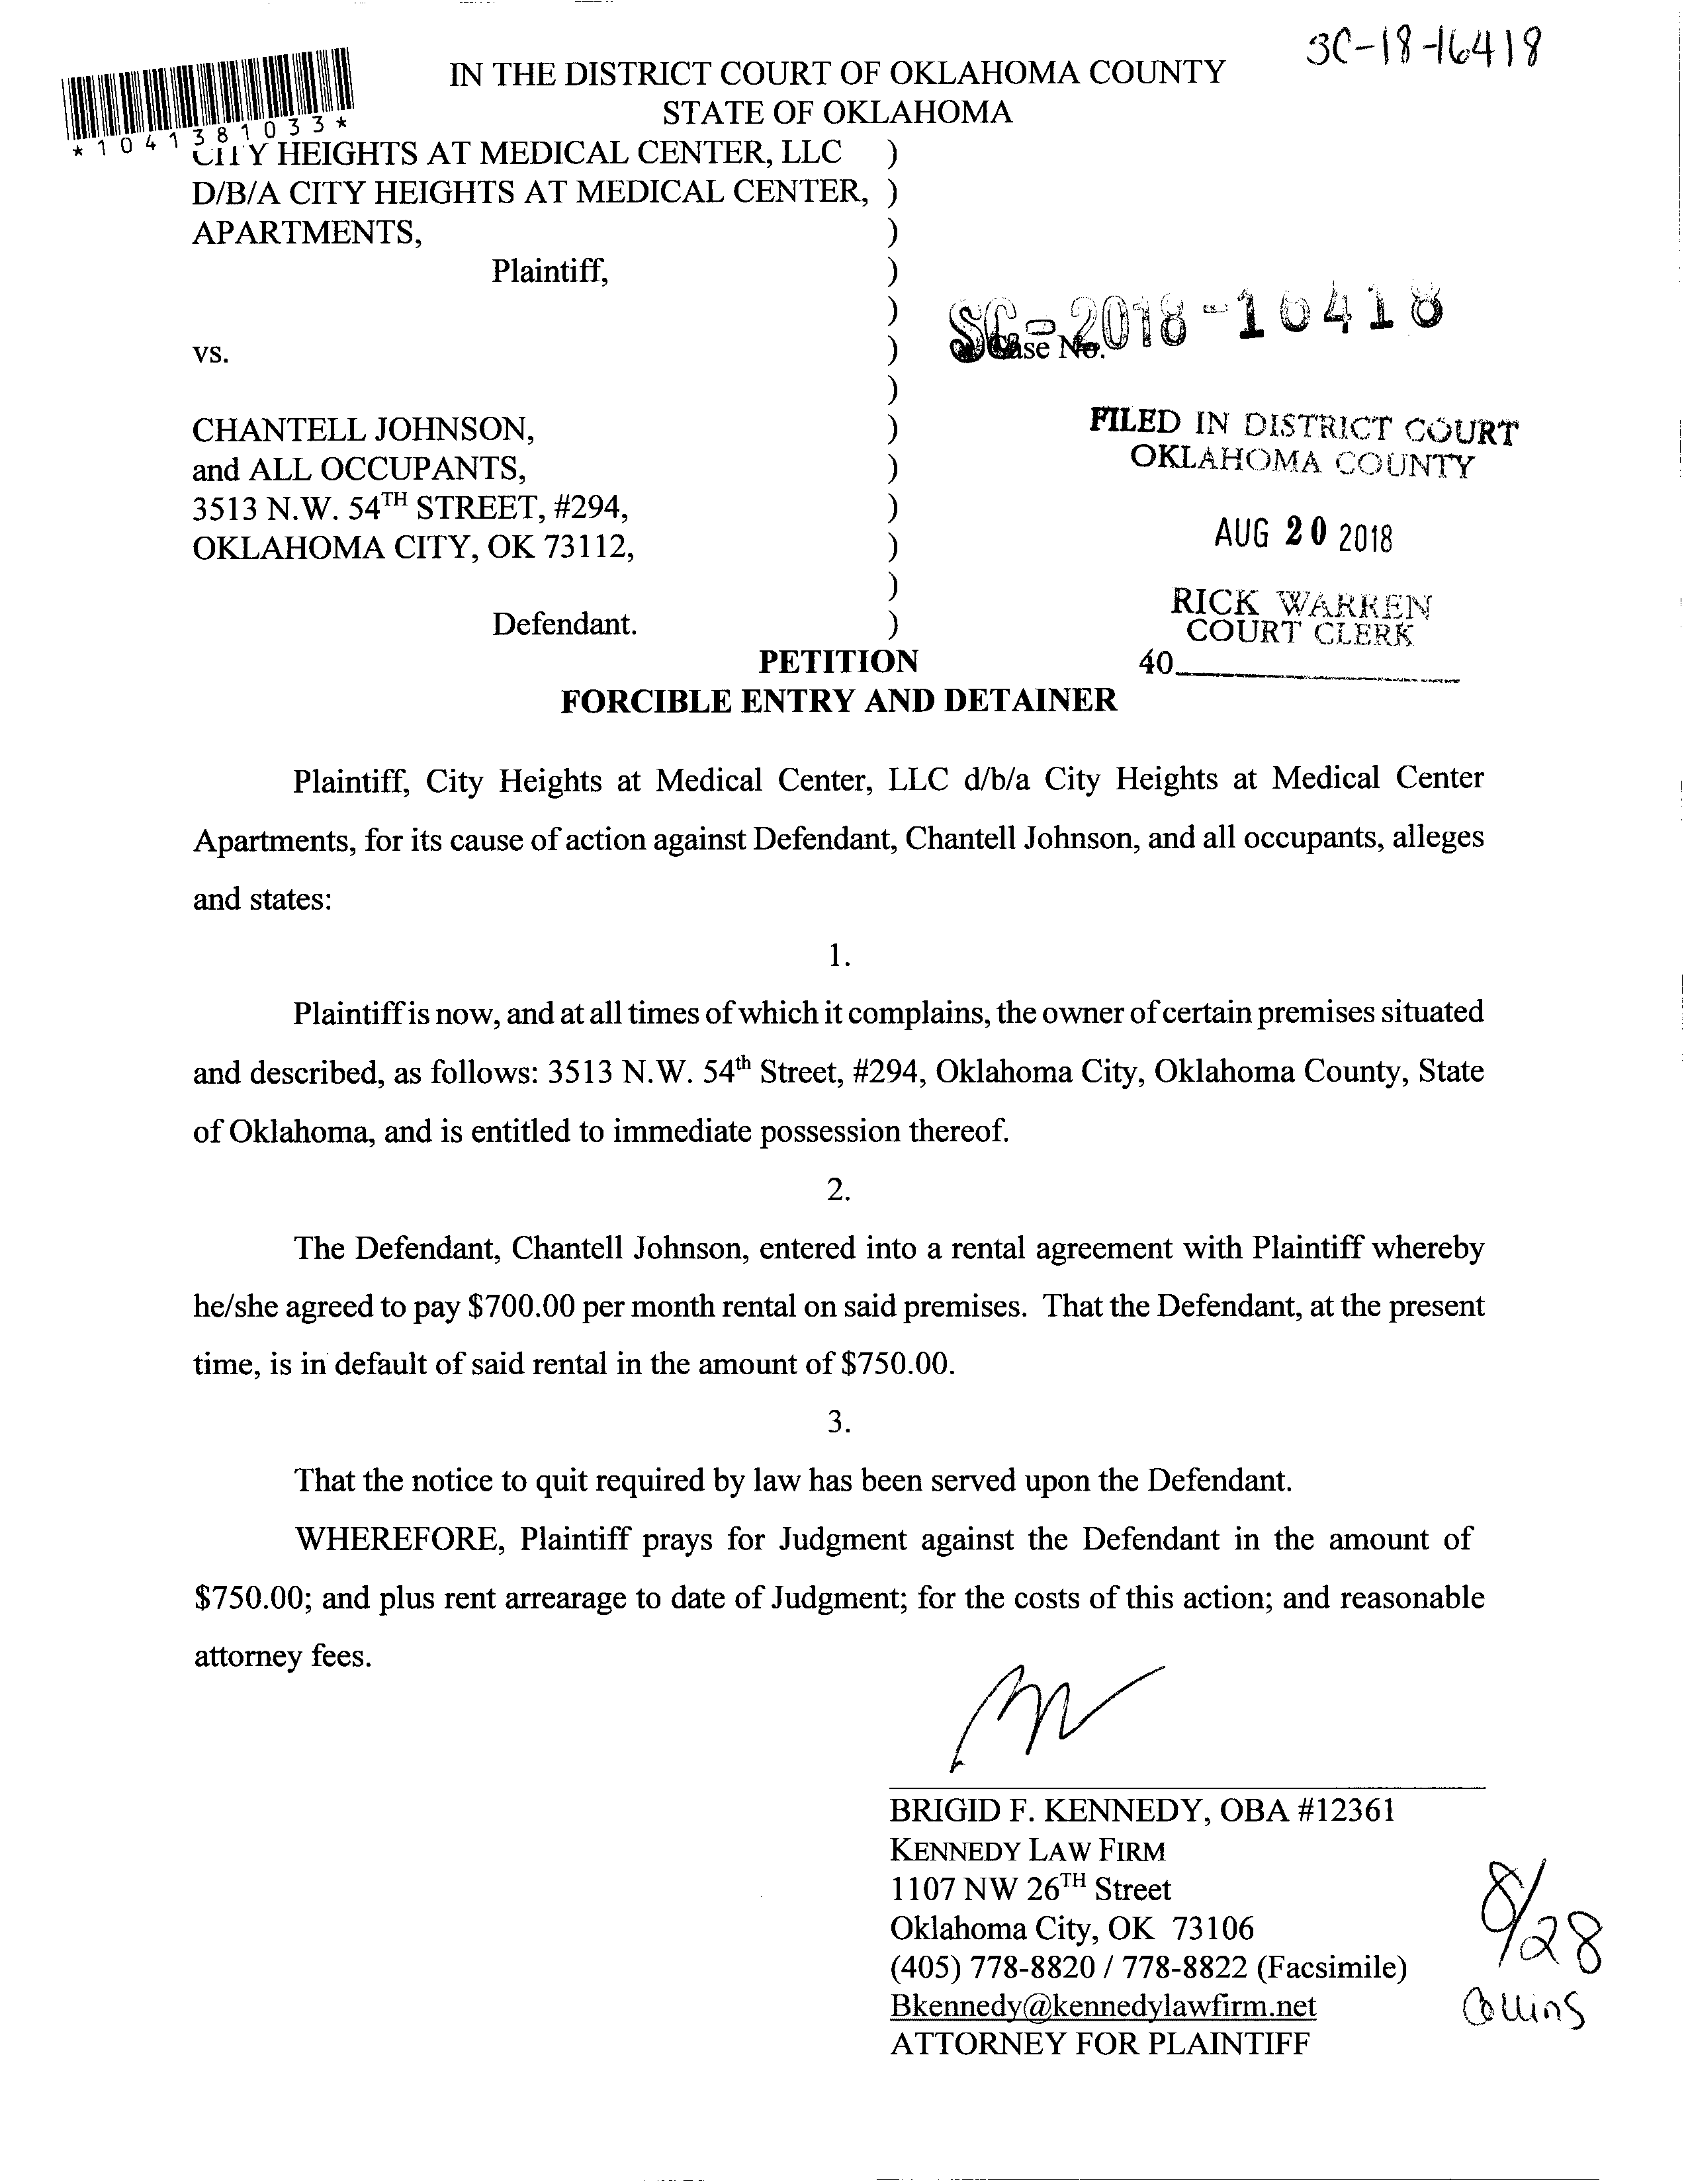 SC-18-16418
IN THE DISTRICT COURT OF OKLAHOMA COUNTY
STATE OF OKLAHOMA
*1041381033*
CITY HEIGHTS AT MEDICAL CENTER, LLC )
D/B/A CITY HEIGHTS AT MEDICAL CENTER, )
APARTMENTS, )
Plaintiff, )
)
SC-2018-16418
vs. ) Case No.
)
CHANTELL JOHNSON, )
and ALL OCCUPANTS, )
3513 N.W. 54TH STREET, #294, )
OKLAHOMA CITY, OK 73112, )
)
Defendant. )
FILED IN DISTRICT COURT
OKLAHOMA COUNTY
AUG 20 2018
RICK WARREN
COURT CLERK
40
PETITION
FORCIBLE ENTRY AND DETAINER
Plaintiff, City Heights at Medical Center, LLC d/b/a City Heights at Medical Center
Apartments, for its cause of action against Defendant, Chantell Johnson, and all occupants, alleges
and states:
1.
Plaintiff is now, and at all times of which it complains, the owner of certain premises situated
and described, as follows: 3513 N.W. 54th Street, #294, Oklahoma City, Oklahoma County, State
of Oklahoma, and is entitled to immediate possession thereof.
2.
The Defendant, Chantell Johnson, entered into a rental agreement with Plaintiff whereby
he/she agreed to pay $700.00 per month rental on said premises. That the Defendant, at the present
time, is in default of said rental in the amount of $750.00.
3.
That the notice to quit required by law has been served upon the Defendant.
WHEREFORE, Plaintiff prays for Judgment against the Defendant in the amount of
$750.00; and plus rent arrearage to date of Judgment; for the costs of this action; and reasonable
attorney fees.
BRIGID F. KENNEDY, OBA #12361
KENNEDY LAW FIRM
1107 NW 26TH Street
Oklahoma City, OK 73106
(405) 778-8820 / 778-8822 (Facsimile)
Bkennedy@kennedylawfirm.net
ATTORNEY FOR PLAINTIFF
8/28
Collins